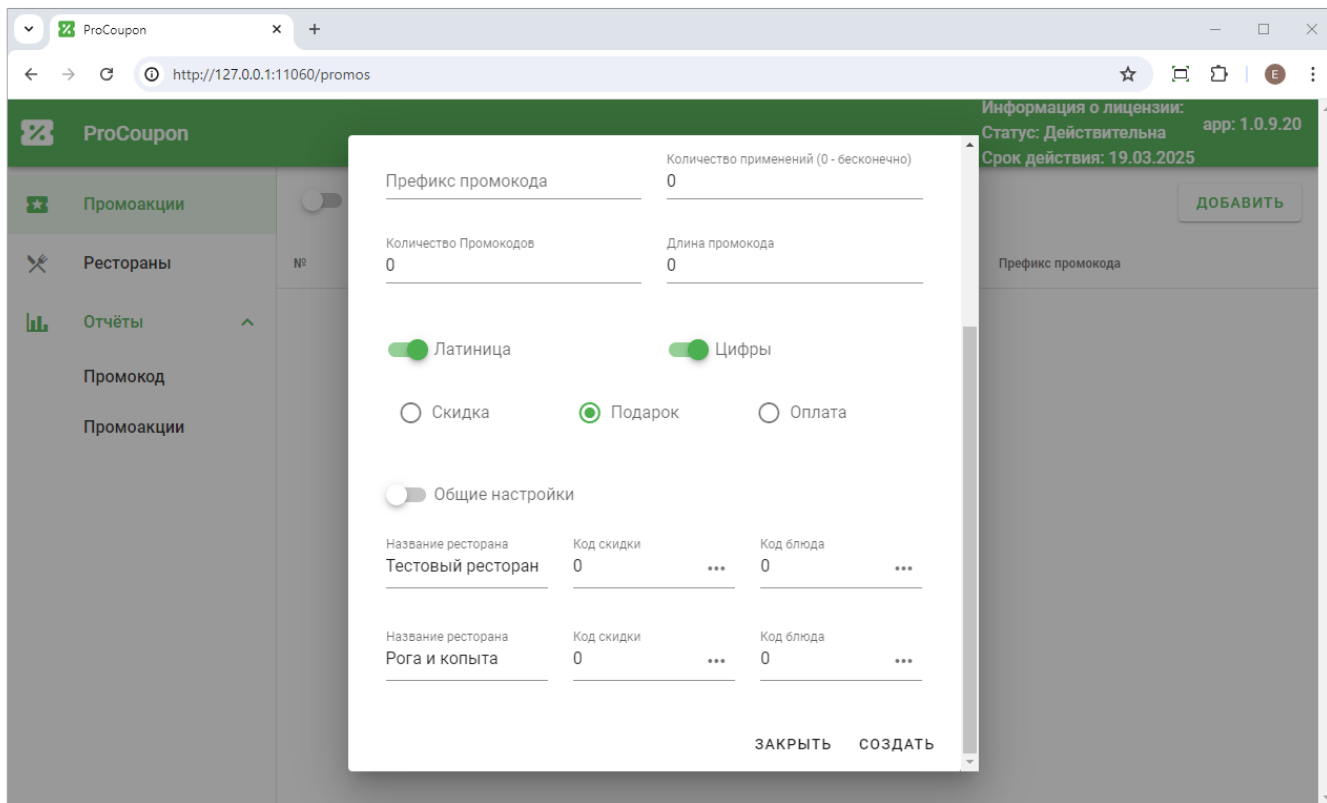 ProCoupon
http://127.0.0.1:11060/promos
E
ProCoupon
Информация о лицензии:
Статус: Действительна
Срок действия: 19.03.2025
app: 1.0.9.20
Промоакции
Рестораны
Отчёты
Промокод
Промоакции
ДОБАВИТЬ
№
Префикс промокода
Префикс промокода
Количество применений (0 - бесконечно)
0
Количество Промокодов
0
Длина промокода
0
Латиница
Цифры
Скидка
Подарок
Оплата
Общие настройки
Название ресторана
Тестовый ресторан
Код скидки
0
Код блюда
0
Название ресторана
Рога и копыта
Код скидки
0
Код блюда
0
ЗАКРЫТЬ
СОЗДАТЬ